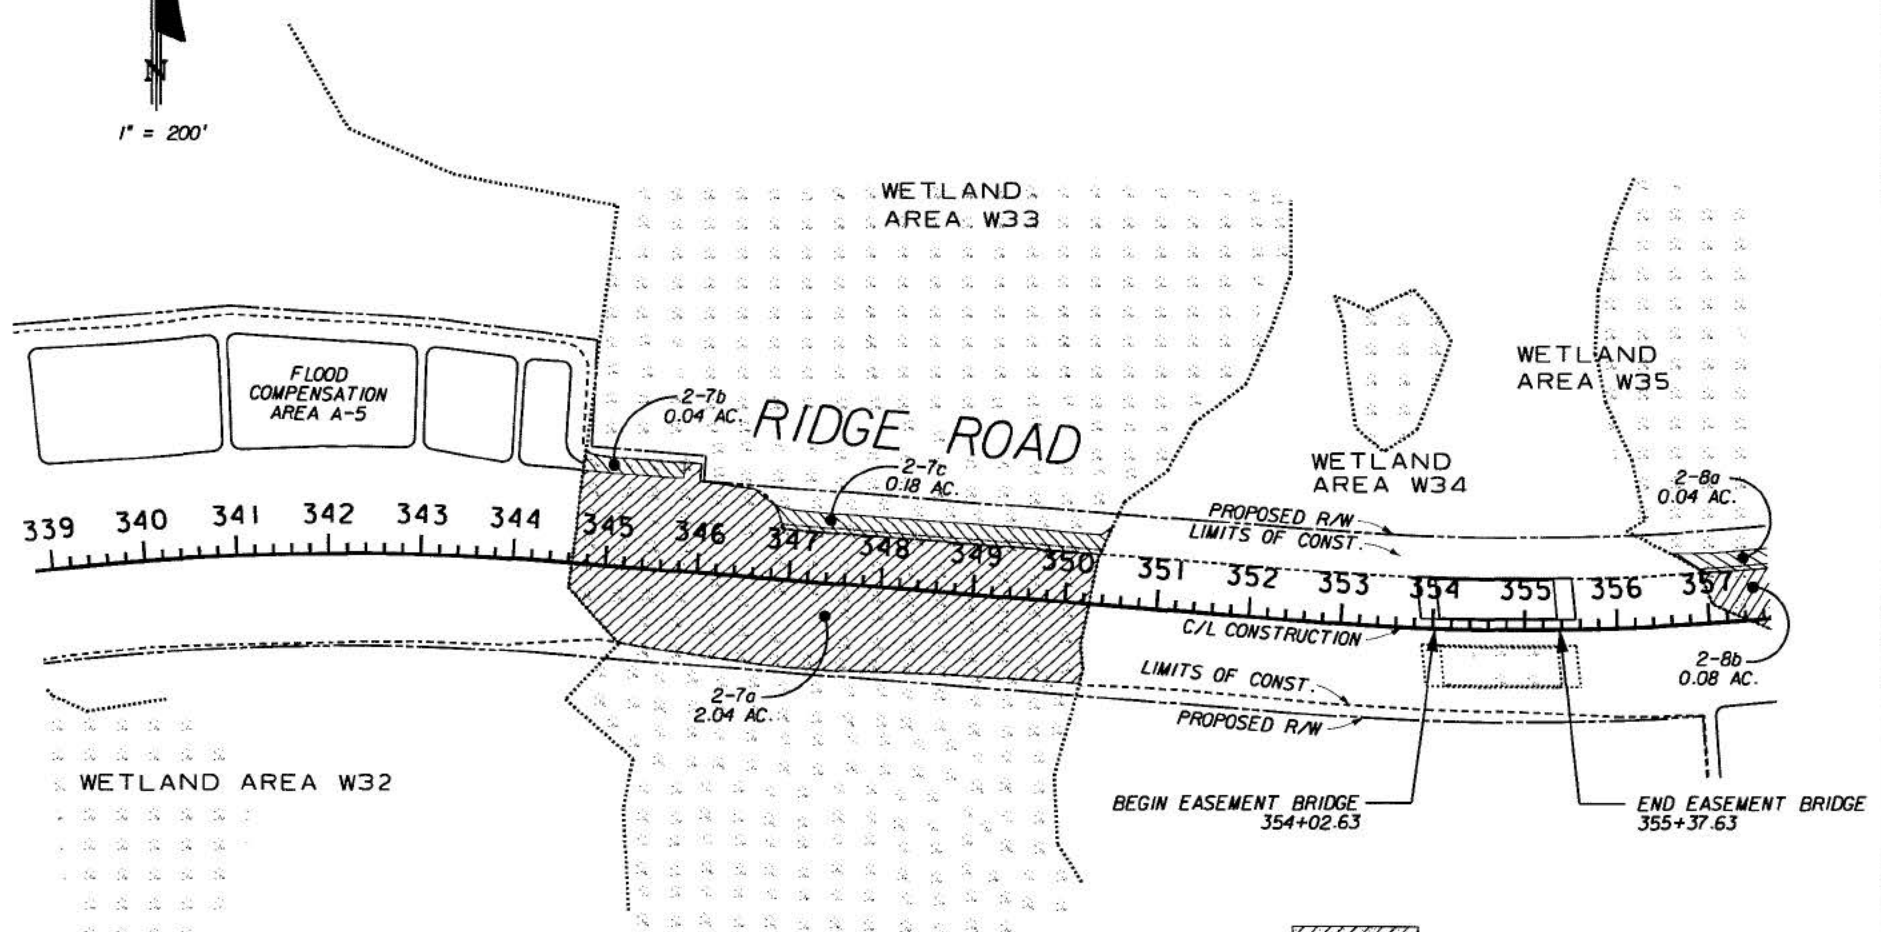 N
1" = 200'
WETLAND
AREA W33
FLOOD
COMPENSATION
AREA A-5
2-7b
0.04 AC.
RIDGE ROAD
2-7c
0.18 AC.
WETLAND
AREA W35
WETLAND
AREA W34
2-8a
0.04 AC.
PROPOSED R/W
LIMITS OF CONST.
339 340 341 342 343 344 345 346 347 348 349 350 351 352 353 354 355 356 357
C/L CONSTRUCTION
LIMITS OF CONST.
PROPOSED R/W
2-8b
0.08 AC.
2-7a
2.04 AC.
WETLAND AREA W32
BEGIN EASEMENT BRIDGE
354+02.63
END EASEMENT BRIDGE
355+37.63